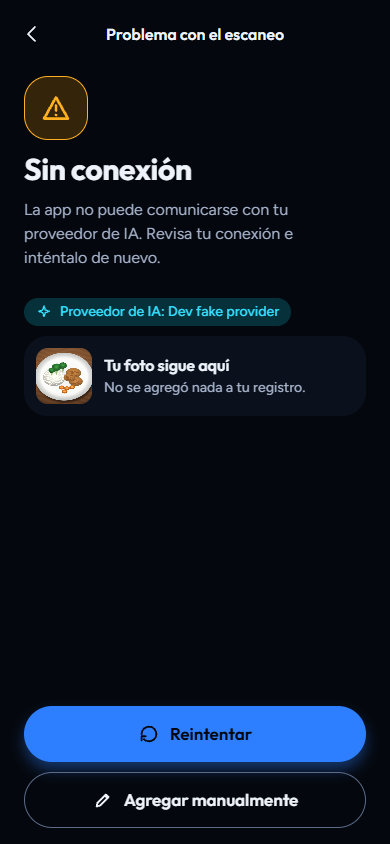 Problema con el escaneo
Sin conexión
La app no puede comunicarse con tu
proveedor de IA. Revisa tu conexión e
inténtalo de nuevo.
Proveedor de IA: Dev fake provider
Tu foto sigue aquí
No se agregó nada a tu registro.
Reintentar
Agregar manualmente